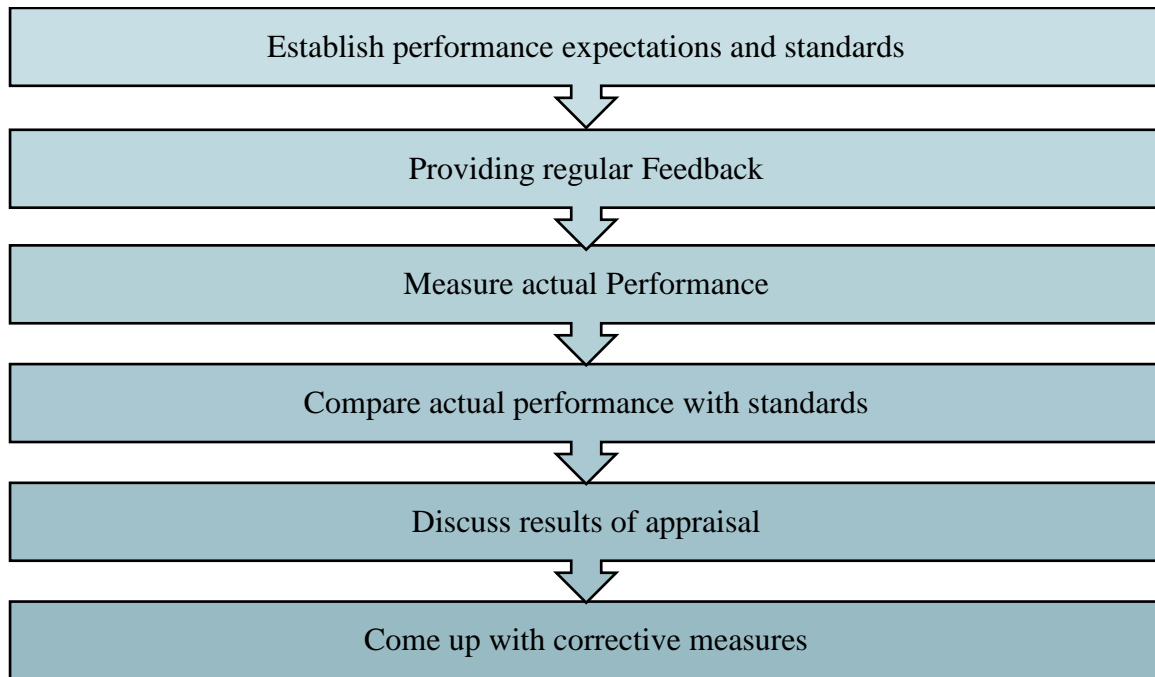 Establish performance expectations and standards
Providing regular Feedback
Measure actual Performance
Compare actual performance with standards
Discuss results of appraisal
Come up with corrective measures